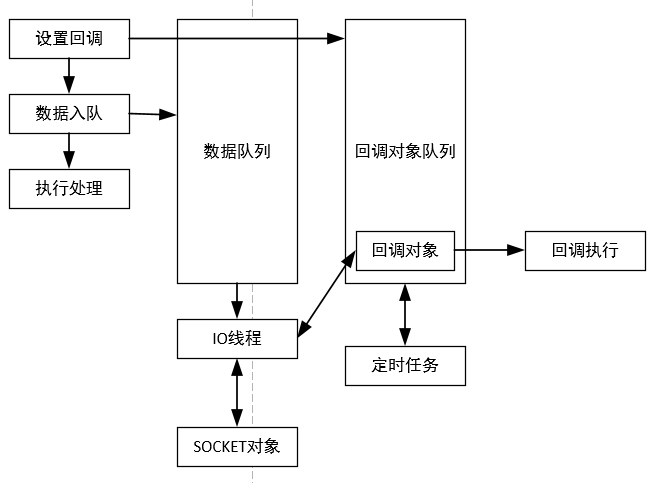 设置回调
数据入队
执行处理
数据队列
回调对象队列
回调对象
回调执行
IO线程
定时任务
SOCKET对象